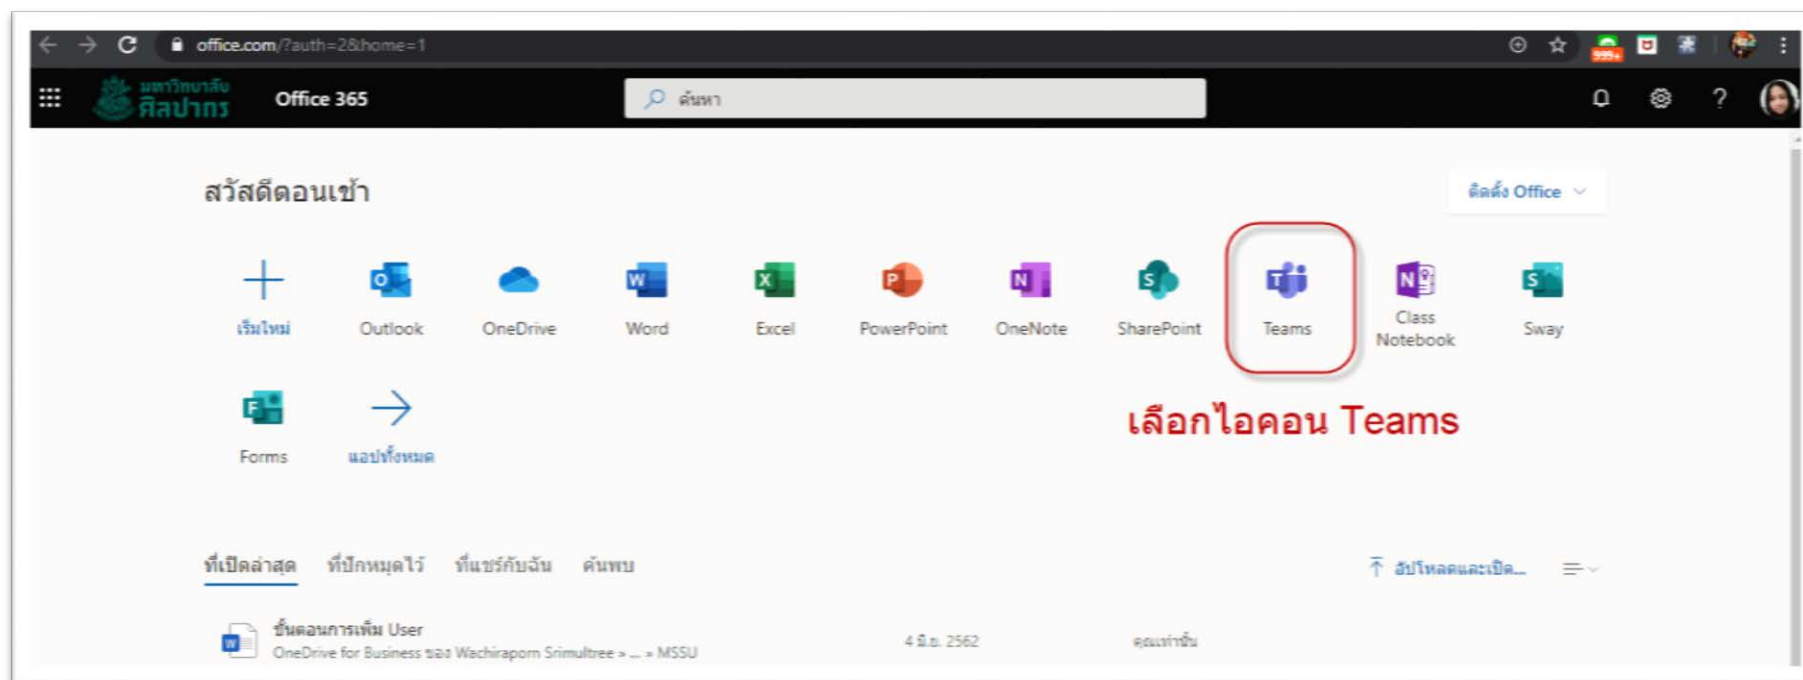 office.com/?auth=2&home=1
999+
มหาวิทยาลัย
ศิลปากร
Office 365
ค้นหา
?
สวัสดีตอนเช้า
ติดตั้ง Office
เริ่มใหม่
Outlook
OneDrive
Word
Excel
PowerPoint
OneNote
SharePoint
Teams
Class
Notebook
Sway
เลือกไอคอน Teams
Forms
แอปทั้งหมด
ที่เปิดล่าสุด ที่ปักหมุดไว้ ที่แชร์กับฉัน ค้นพบ
อัปโหลดและเปิด...
ขั้นตอนการเพิ่ม User
4 มิ.ย. 2562
คุณเท่านั้น
OneDrive for Business ของ Wachiraporn Srimultree » ... » MSSU